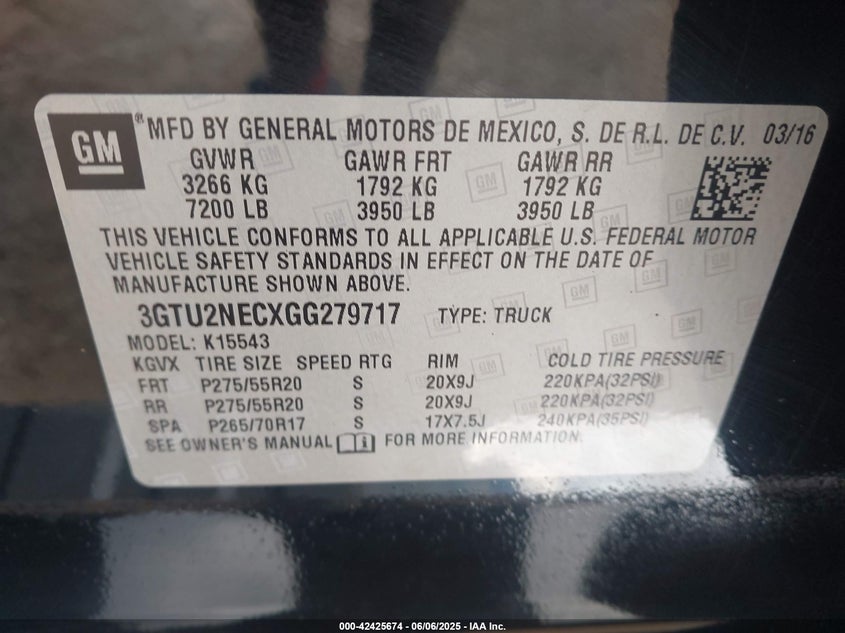 GM ® MFD BY GENERAL MOTORS DE MEXICO, S. DE R.L. DE C.V. 03/16
GVWR GAWR FRT GAWR RR
3266 KG 1792 KG 1792 KG
7200 LB 3950 LB 3950 LB
THIS VEHICLE CONFORMS TO ALL APPLICABLE U.S. FEDERAL MOTOR
VEHICLE SAFETY STANDARDS IN EFFECT ON THE DATE OF
MANUFACTURE SHOWN ABOVE.
3GTU2NECXGG279717 TYPE: TRUCK
MODEL: K15543
KGVX TIRE SIZE SPEED RTG RIM COLD TIRE PRESSURE
FRT P275/55R20 S 20X9J 220KPA(32PSI)
RR P275/55R20 S 20X9J 220KPA(32PSI)
SPA P265/70R17 S 17X7.5J 240KPA(35PSI)
SEE OWNER'S MANUAL FOR MORE INFORMATION.
000-42425674 - 06/06/2025 - IAA Inc.